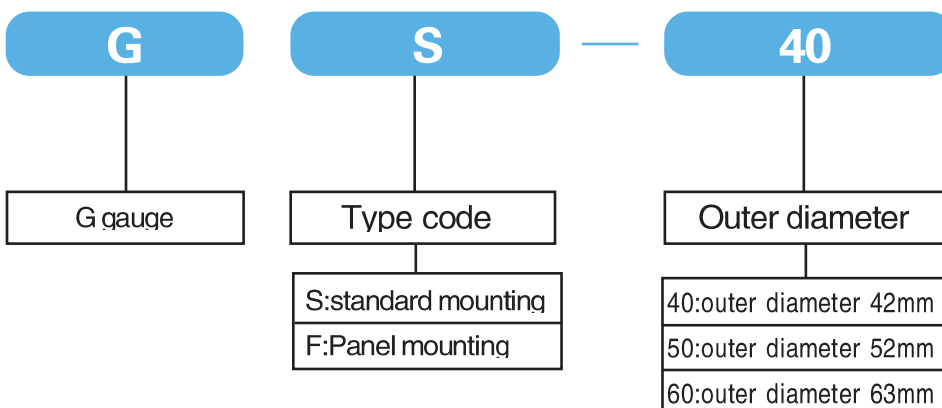 G S — 40
G gauge Type code Outer diameter
S:standard mounting
F:Panel mounting
40:outer diameter 42mm
50:outer diameter 52mm
60:outer diameter 63mm